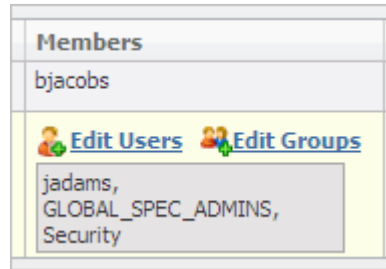 Members
bjacobs
Edit Users Edit Groups
jadams,
GLOBAL_SPEC_ADMINS,
Security